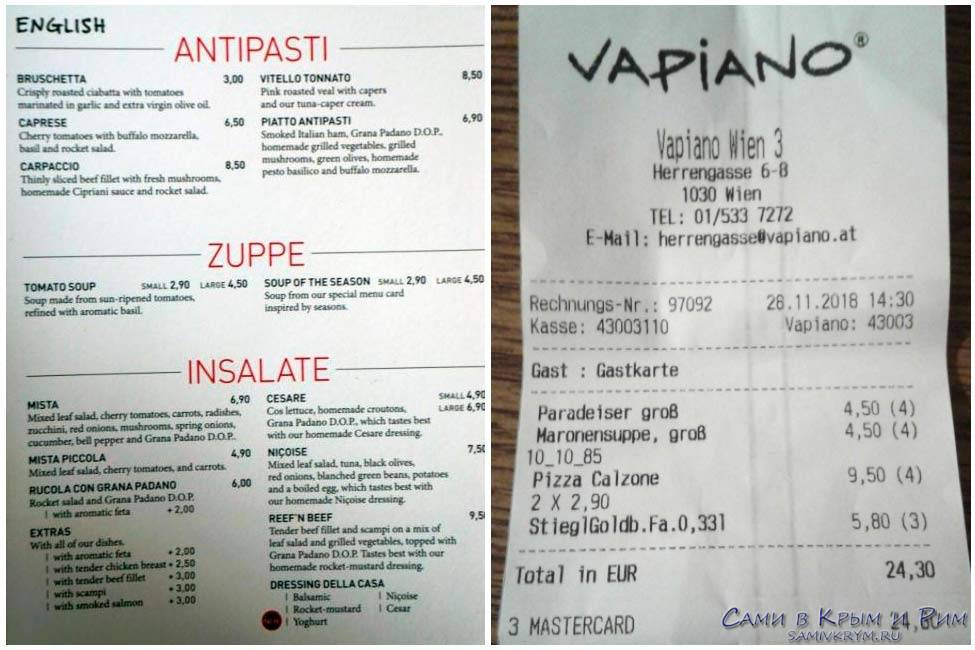 ENGLISH
ANTIPASTI
BRUSCHETTA 3,00
Crisply roasted ciabatta with tomatoes
marinated in garlic and extra virgin olive oil.
CAPRESE 6,50
Cherry tomatoes with buffalo mozzarella,
basil and rocket salad.
CARPACCIO 8,50
Thinly sliced beef fillet with fresh mushrooms,
homemade Cipriani sauce and rocket salad.
VITELLO TONNATO 8,50
Pink roasted veal with capers
and our tuna-caper cream.
PIATTO ANTIPASTI 6,90
Smoked Italian ham, Grana Padano D.O.P.,
homemade grilled vegetables, grilled
mushrooms, green olives, homemade
pesto basilico and buffalo mozzarella.
ZUPPE
TOMATO SOUP SMALL 2,90 LARGE 4,50
Soup made from sun-ripened tomatoes,
refined with aromatic basil.
SOUP OF THE SEASON SMALL 2,90 LARGE 4,50
Soup from our special menu card
inspired by seasons.
INSALATE
MISTA 6,90
Mixed leaf salad, cherry tomatoes, carrots, radishes,
zucchini, red onions, mushrooms, spring onions,
cucumber, bell pepper and Grana Padano D.O.P..
MISTA PICCOLA 4,90
Mixed leaf salad, cherry tomatoes, and carrots.
RUCOLA CON GRANA PADANO 6,00
Rocket salad and Grana Padano D.O.P.
| with aromatic feta + 2,00
EXTRAS
With all of our dishes.
| with aromatic feta + 2,00
| with tender chicken breast + 2,50
| with tender beef fillet + 3,00
| with scampi + 3,00
| with smoked salmon + 3,00
CESARE SMALL 4,90
LARGE 6,90
Cos lettuce, homemade croutons,
Grana Padano D.O.P., which tastes best
with our homemade Cesare dressing.
NIÇOISE 7,50
Mixed leaf salad, tuna, black olives,
red onions, blanched green beans, potatoes
and a boiled egg, which tastes best with
our homemade Niçoise dressing.
REEF'N BEEF 9,50
Tender beef fillet and scampi on a mix of
leaf salad and grilled vegetables, topped with
Grana Padano D.O.P. Tastes best with our
homemade rocket-mustard dressing.
DRESSING DELLA CASA
| Balsamic | Niçoise
| Rocket-mustard | Cesar
| Yoghurt
VAPiANO®
Vapiano Wien 3
Herrengasse 6-8
1030 Wien
TEL: 01/533 7272
E-Mail: herrengasse@vapiano.at
Rechnungs-Nr.: 97092 28.11.2018 14:30
Kasse: 43003110 Vapiano: 43003
Gast : Gastkarte
Paradeiser groß 4,50 (4)
Maronensuppe, groß 4,50 (4)
10_10_85
Pizza Calzone 9,50 (4)
2 X 2,90
StieglGoldb.Fa.0,33l 5,80 (3)
Total in EUR 24,30
3 MASTERCARD
Сами в Крым и Рим
SAMIVKRYM.RU